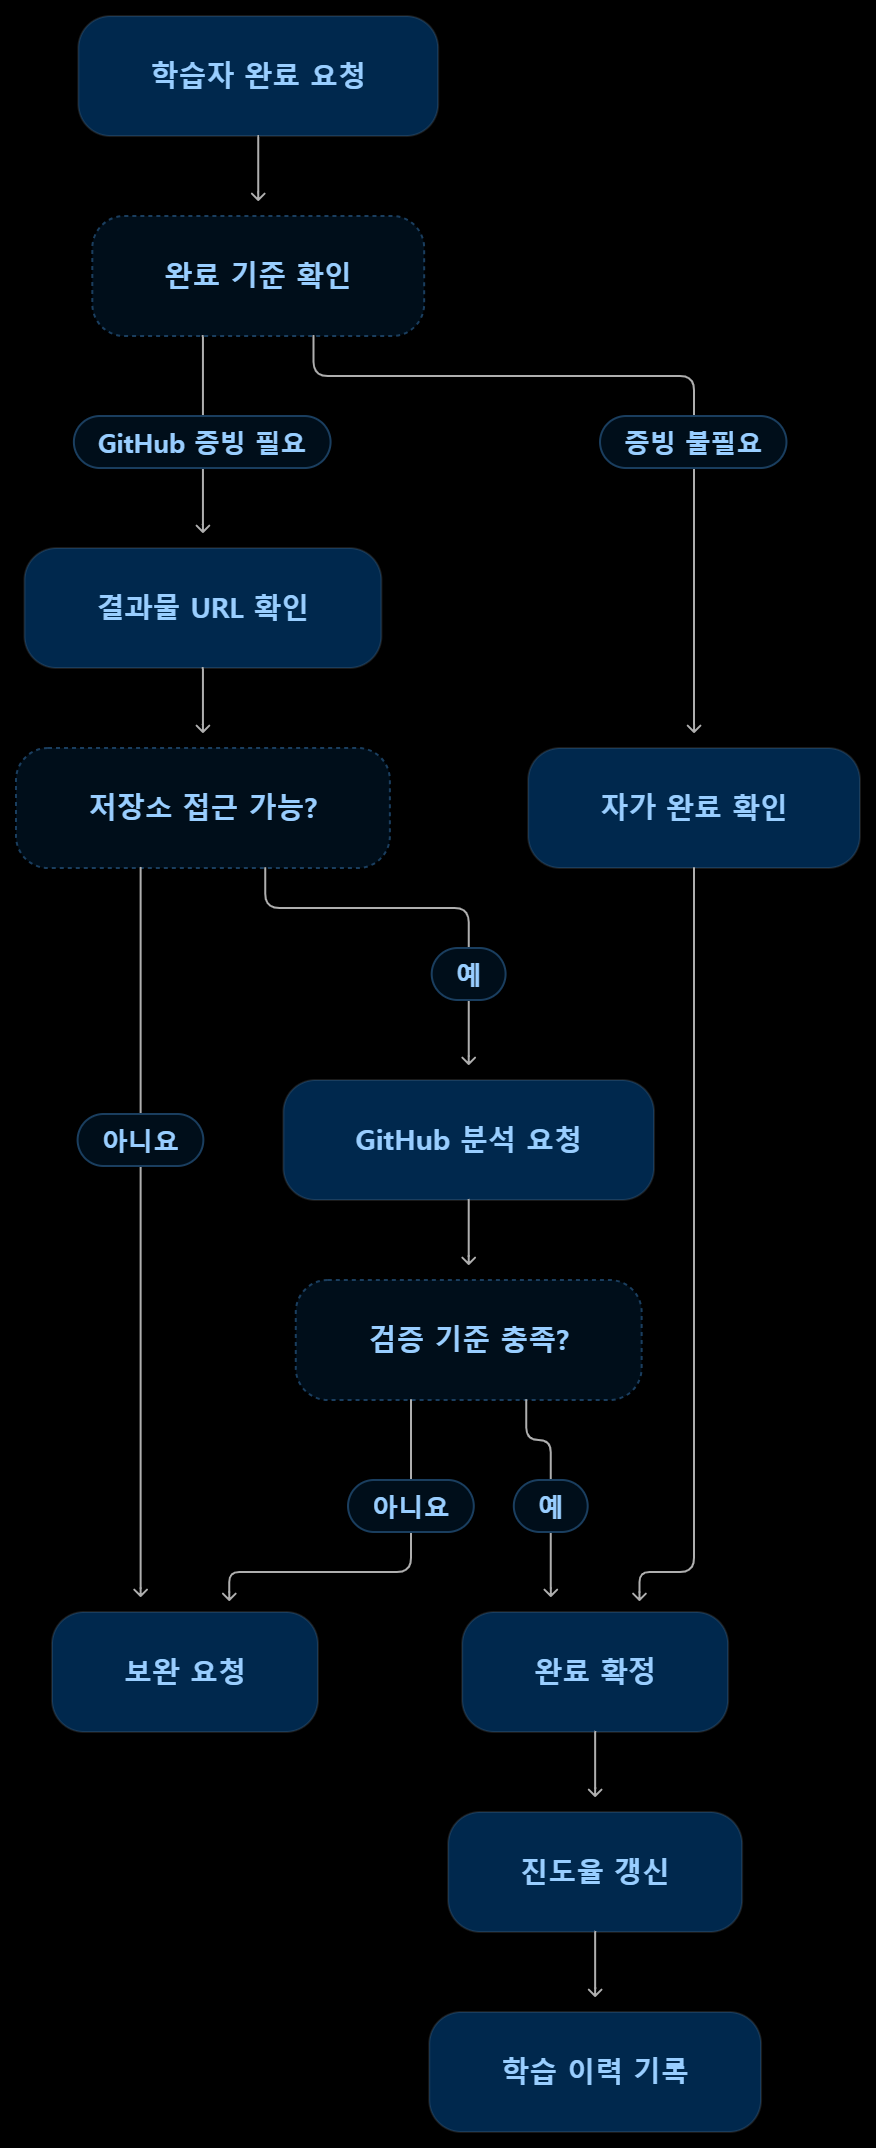 학습자 완료 요청
완료 기준 확인
GitHub 증빙 필요
증빙 불필요
결과물 URL 확인
저장소 접근 가능?
자가 완료 확인
예
아니요
GitHub 분석 요청
검증 기준 충족?
아니요
예
보완 요청
완료 확정
진도율 갱신
학습 이력 기록